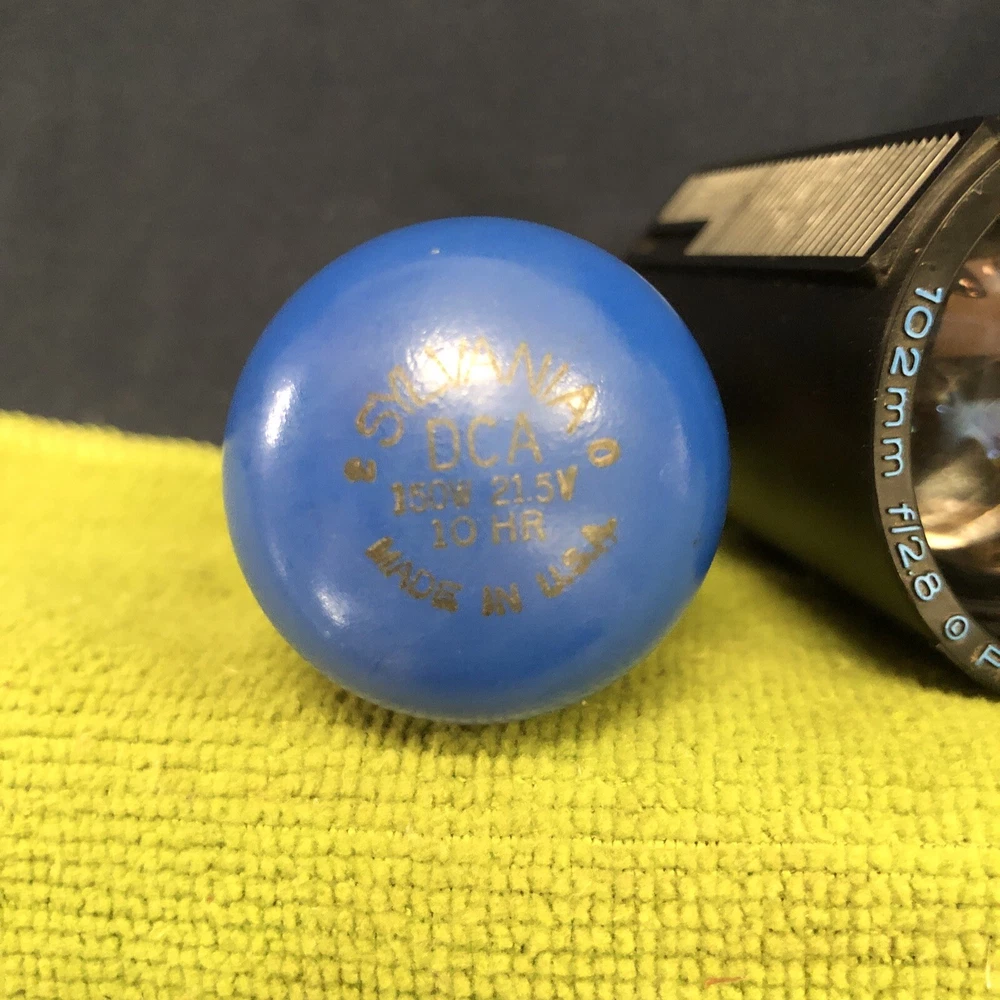 SYLVANIA
DCA
150W 21.5V
10 HR
MADE IN U.S.A.
102mm f/2.8